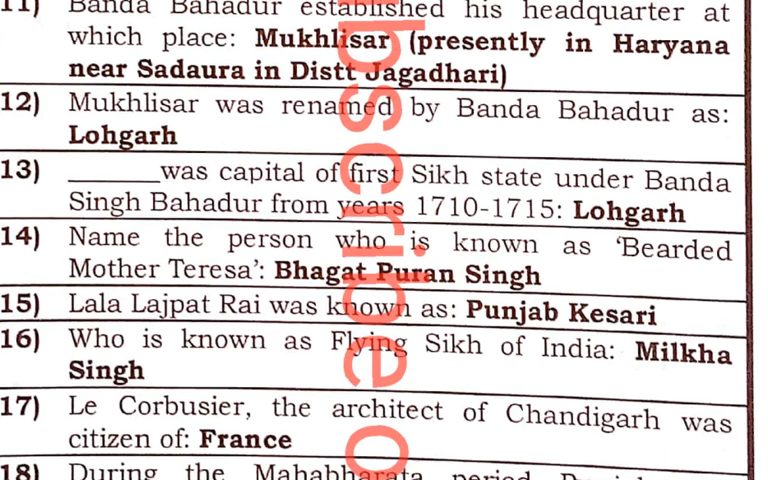 11) Banda Bahadur established his headquarter at
which place: Mukhlisar (presently in Haryana
near Sadaura in Distt Jagadhari)
12) Mukhlisar was renamed by Banda Bahadur as:
Lohgarh
13) ______was capital of first Sikh state under Banda
Singh Bahadur from years 1710-1715: Lohgarh
14) Name the person who is known as ‘Bearded
Mother Teresa’: Bhagat Puran Singh
15) Lala Lajpat Rai was known as: Punjab Kesari
16) Who is known as Flying Sikh of India: Milkha
Singh
17) Le Corbusier, the architect of Chandigarh was
citizen of: France
18) During the Mahabharata period